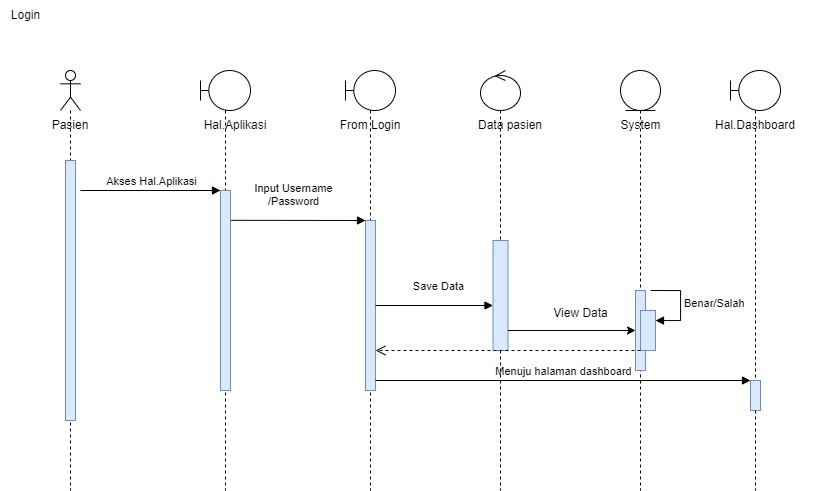 Login
Pasien
Hal.Aplikasi
From Login
Data pasien
System
Hal.Dashboard
Akses Hal.Aplikasi
Input Username
/Password
Save Data
View Data
Benar/Salah
Menuju halaman dashboard